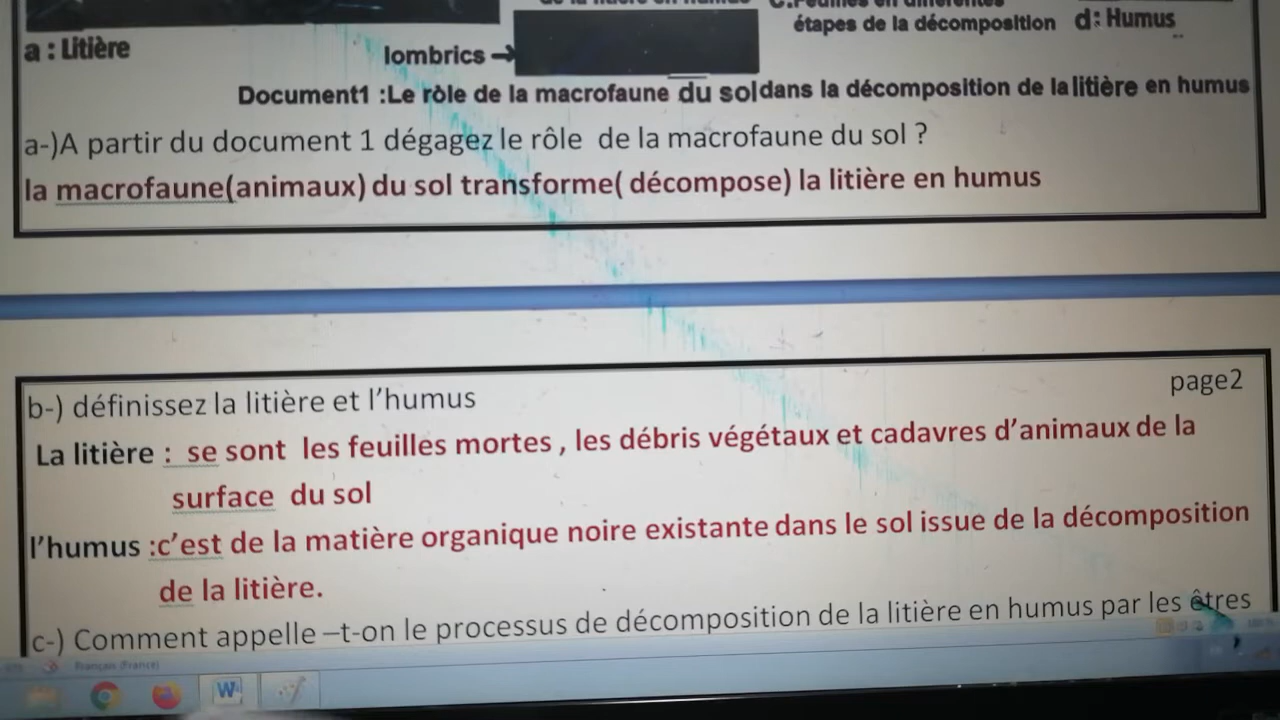 étapes de la décomposition d: Humus
a : Litière
lombrics
Document1 :Le rôle de la macrofaune du sol dans la décomposition de la litière en humus
a-)A partir du document 1 dégagez le rôle de la macrofaune du sol ?
la macrofaune(animaux) du sol transforme( décompose) la litière en humus
page2
b-) définissez la litière et l'humus
La litière : se sont les feuilles mortes , les débris végétaux et cadavres d'animaux de la
surface du sol
l'humus :c'est de la matière organique noire existante dans le sol issue de la décomposition
de la litière.
c-) Comment appelle –t-on le processus de décomposition de la litière en humus par les êtres
Français (France)